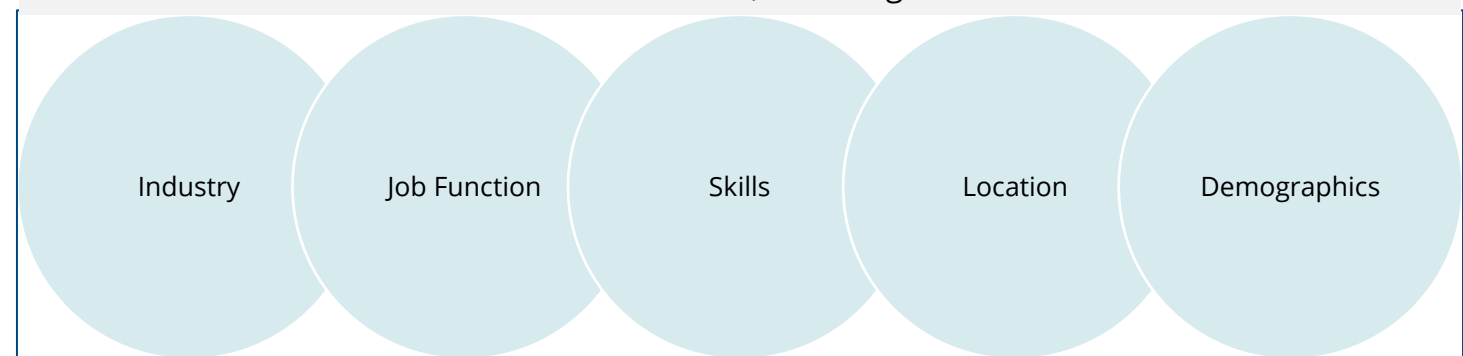 Industry
Job Function
Skills
Location
Demographics